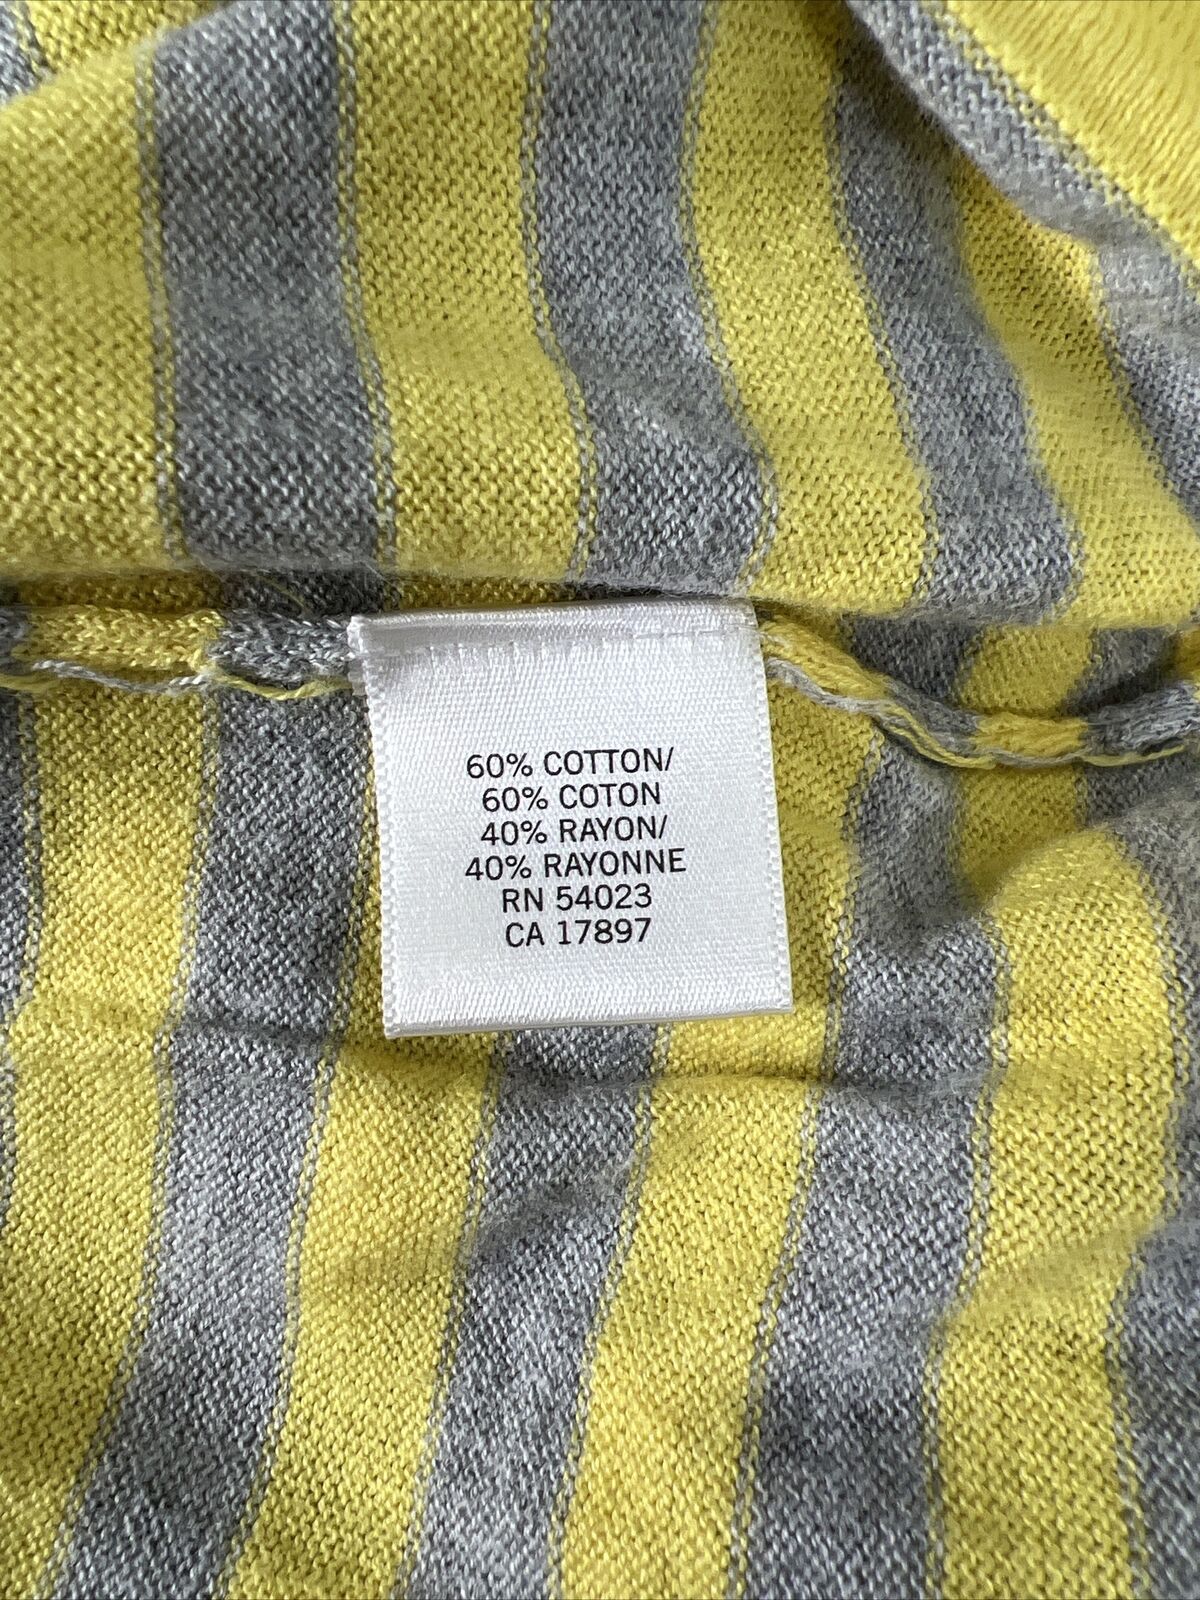 60% COTTON/
60% COTON
40% RAYON/
40% RAYONNE
RN 54023
CA 17897